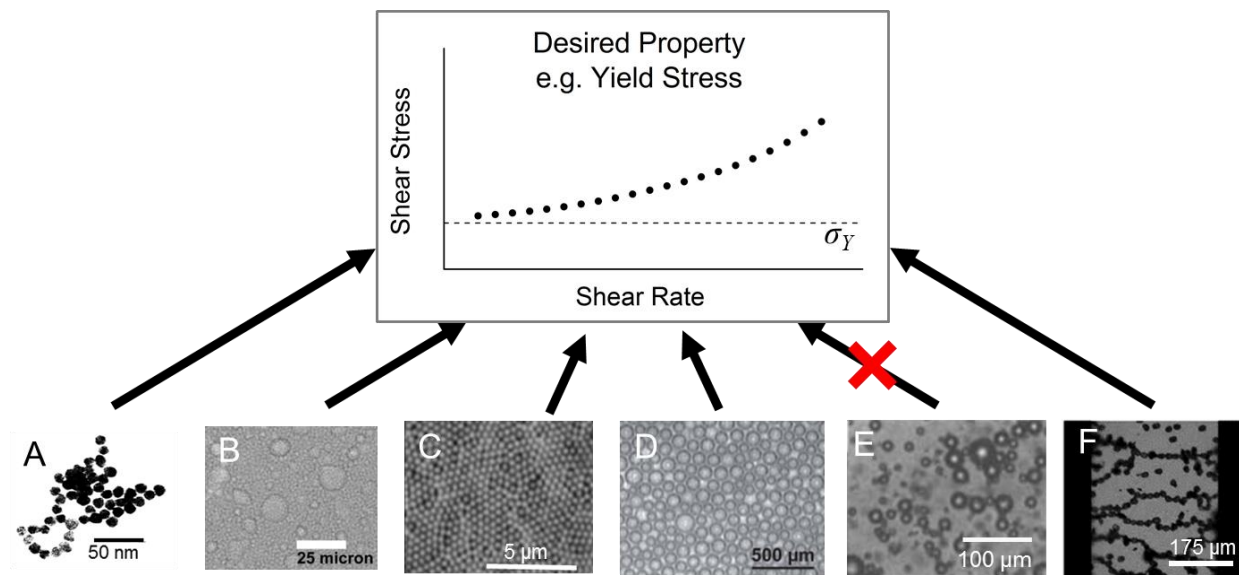 Desired Property
e.g. Yield Stress
Shear Stress
σY
Shear Rate
A
50 nm
B
25 micron
C
5 μm
D
500 μm
E
100 μm
F
175 μm